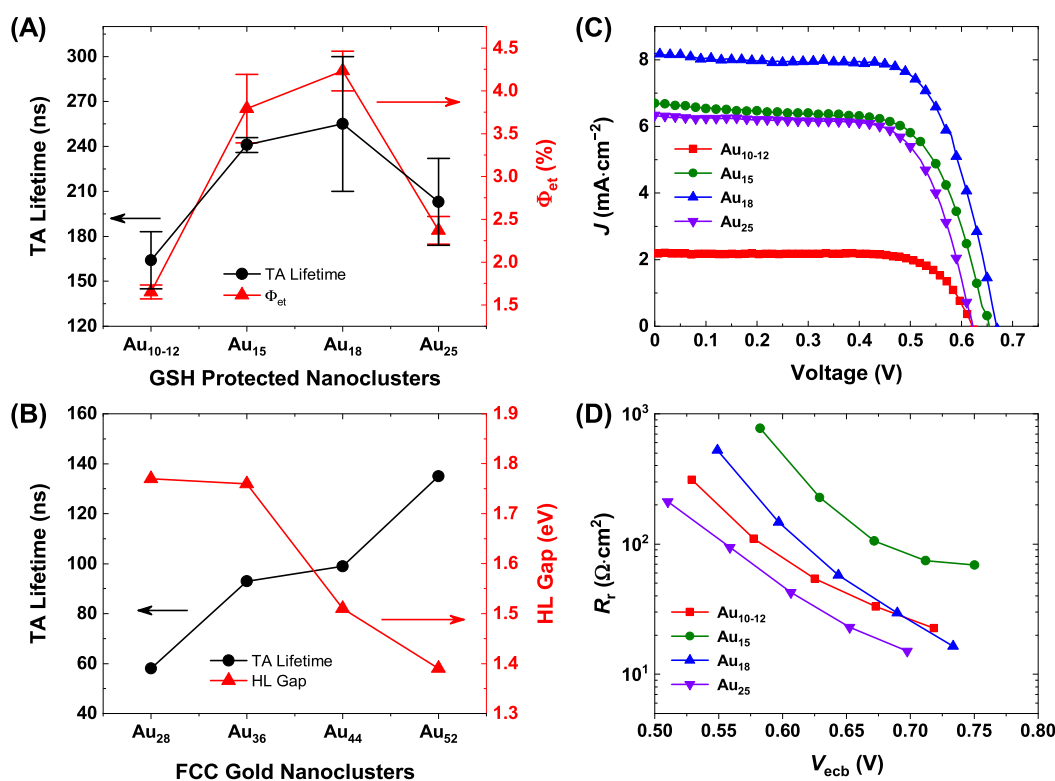 (A)
TA Lifetime (ns)
300
270
240
210
180
150
120
4.5
4.0
3.5
3.0
2.5
2.0
1.5
Φet (%)
TA Lifetime
Φet
Au10-12 Au15 Au18 Au25
GSH Protected Nanoclusters
(C)
J (mA·cm−2)
8
6
4
2
0
Au10-12
Au15
Au18
Au25
0 0.1 0.2 0.3 0.4 0.5 0.6 0.7
Voltage (V)
(B)
TA Lifetime (ns)
160
140
120
100
80
60
40
1.9
1.8
1.7
1.6
1.5
1.4
1.3
HL Gap (eV)
TA Lifetime
HL Gap
Au28 Au36 Au44 Au52
FCC Gold Nanoclusters
(D)
Rr (Ω·cm2)
103
102
101
Au10-12
Au15
Au18
Au25
0.50 0.55 0.60 0.65 0.70 0.75 0.80
Vecb (V)